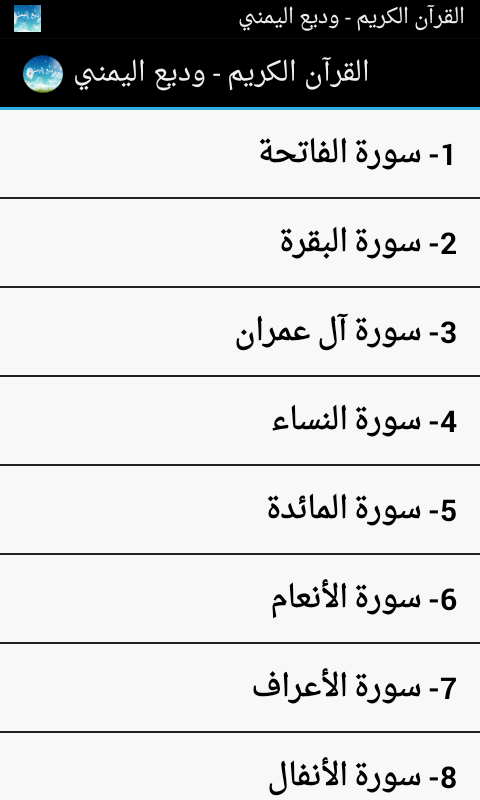 القرآن الكريم - وديع اليمني
القرآن الكريم - وديع اليمني
1- سورة الفاتحة
2- سورة البقرة
3- سورة آل عمران
4- سورة النساء
5- سورة المائدة
6- سورة الأنعام
7- سورة الأعراف
8- سورة الأنفال